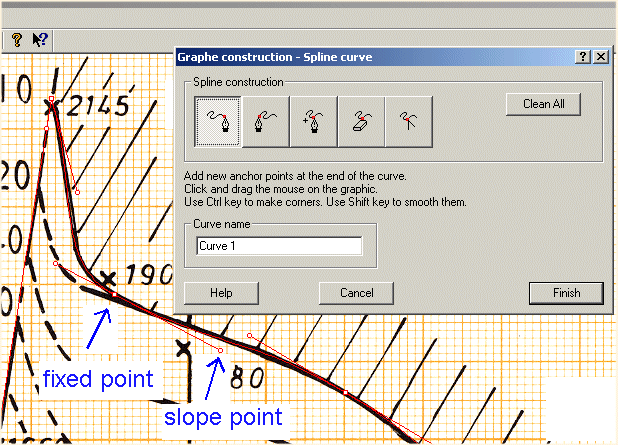 Graphe construction - Spline curve
Spline construction
Clean All
Add new anchor points at the end of the curve.
Click and drag the mouse on the graphic.
Use Ctrl key to make corners. Use Shift key to smooth them.
Curve name
Curve 1
Help
Cancel
Finish
10
2145
20
40
190
0
80
fixed point
slope point